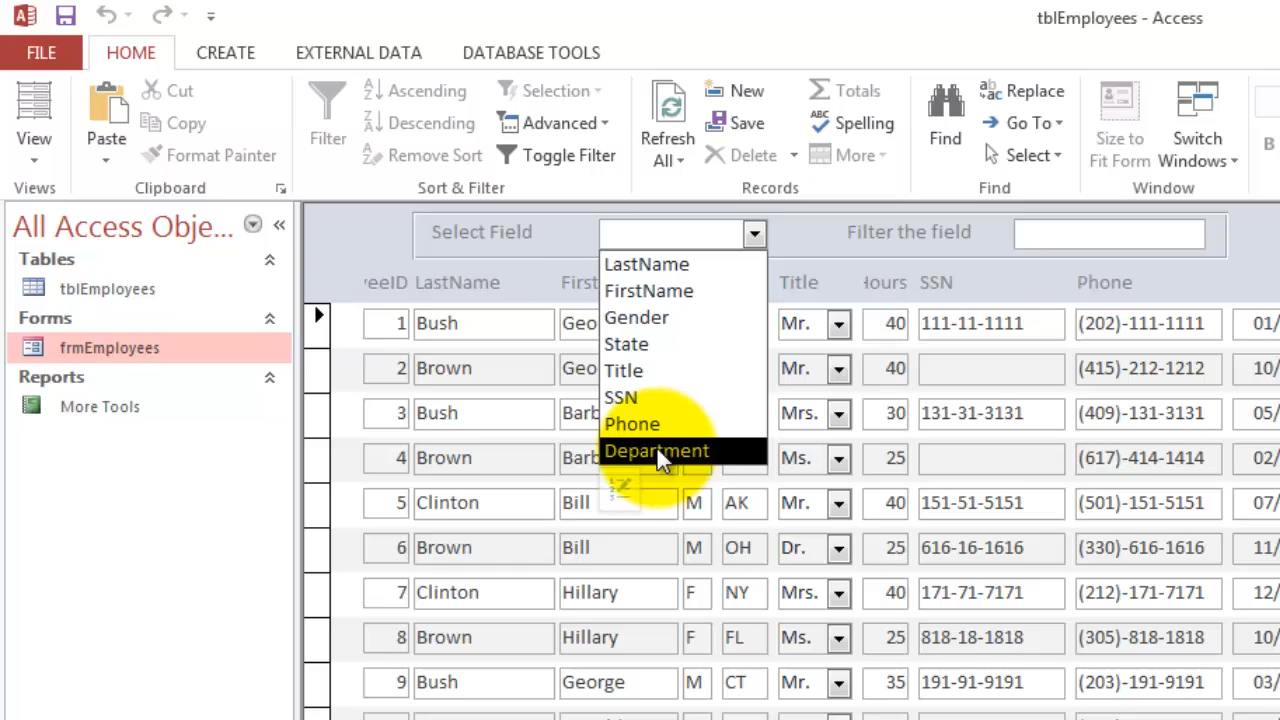 tblEmployees - Access
FILE HOME CREATE EXTERNAL DATA DATABASE TOOLS
View
Views
Paste
Cut
Copy
Format Painter
Clipboard
Filter
Ascending
Descending
Remove Sort
Selection
Advanced
Toggle Filter
Sort & Filter
Refresh
All
New
Save
Delete
Totals
Spelling
More
Records
Find
Replace
Go To
Select
Find
Size to
Fit Form
Switch
Windows
Window
B
All Access Obje...
Tables
tblEmployees
Forms
frmEmployees
Reports
More Tools
Select Field
Filter the field
LastName
FirstName
Gender
State
Title
SSN
Phone
Department
eeID LastName First Title Hours SSN Phone
1 Bush Geo Mr. 40 111-11-1111 (202)-111-1111 01/
2 Brown Geo Mr. 40 (415)-212-1212 10/
3 Bush Barb Mrs. 30 131-31-3131 (409)-131-3131 05/
4 Brown Barb Ms. 25 (617)-414-1414 02/
5 Clinton Bill M AK Mr. 40 151-51-5151 (501)-151-5151 07/
6 Brown Bill M OH Dr. 25 616-16-1616 (330)-616-1616 11/
7 Clinton Hillary F NY Mrs. 40 171-71-7171 (212)-171-7171 12/
8 Brown Hillary F FL Ms. 25 818-18-1818 (305)-818-1818 10/
9 Bush George M CT Mr. 35 191-91-9191 (203)-191-9191 03/